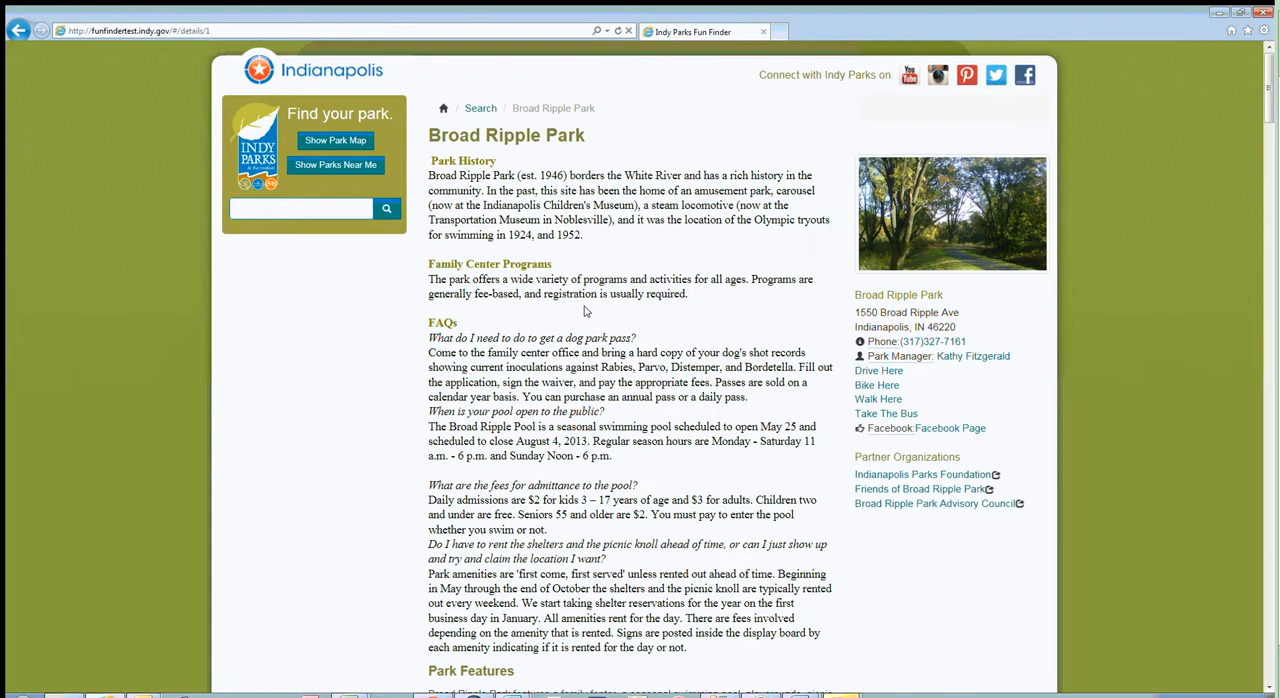 http://funfindertest.indy.gov/#/details/1
Indy Parks Fun Finder
Indianapolis
Connect with Indy Parks on
You Tube
Find your park.
Show Park Map
Show Parks Near Me
INDY PARKS
Search / Broad Ripple Park
Broad Ripple Park
Park History
Broad Ripple Park (est. 1946) borders the White River and has a rich history in the
community. In the past, this site has been the home of an amusement park, carousel
(now at the Indianapolis Children's Museum), a steam locomotive (now at the
Transportation Museum in Noblesville), and it was the location of the Olympic tryouts
for swimming in 1924, and 1952.
Family Center Programs
The park offers a wide variety of programs and activities for all ages. Programs are
generally fee-based, and registration is usually required.
FAQs
What do I need to do to get a dog park pass?
Come to the family center office and bring a hard copy of your dog's shot records
showing current inoculations against Rabies, Parvo, Distemper, and Bordetella. Fill out
the application, sign the waiver, and pay the appropriate fees. Passes are sold on a
calendar year basis. You can purchase an annual pass or a daily pass.
When is your pool open to the public?
The Broad Ripple Pool is a seasonal swimming pool scheduled to open May 25 and
scheduled to close August 4, 2013. Regular season hours are Monday - Saturday 11
a.m. - 6 p.m. and Sunday Noon - 6 p.m.
What are the fees for admittance to the pool?
Daily admissions are $2 for kids 3 – 17 years of age and $3 for adults. Children two
and under are free. Seniors 55 and older are $2. You must pay to enter the pool
whether you swim or not.
Do I have to rent the shelters and the picnic knoll ahead of time, or can I just show up
and try and claim the location I want?
Park amenities are 'first come, first served' unless rented out ahead of time. Beginning
in May through the end of October the shelters and the picnic knoll are typically rented
out every weekend. We start taking shelter reservations for the year on the first
business day in January. All amenities rent for the day. There are fees involved
depending on the amenity that is rented. Signs are posted inside the display board by
each amenity indicating if it is rented for the day or not.
Park Features
Broad Ripple Park
1550 Broad Ripple Ave
Indianapolis, IN 46220
Phone:(317)327-7161
Park Manager: Kathy Fitzgerald
Drive Here
Bike Here
Walk Here
Take The Bus
Facebook:Facebook Page
Partner Organizations
Indianapolis Parks Foundation
Friends of Broad Ripple Park
Broad Ripple Park Advisory Council